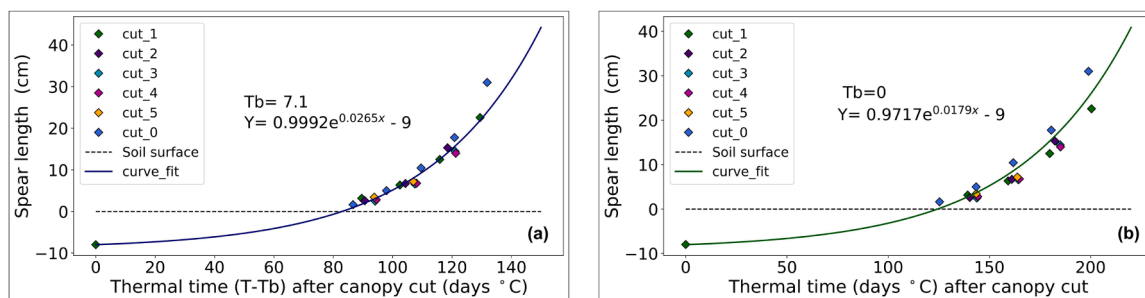 40
30
20
10
0
−10
Spear length (cm)
cut_1
cut_2
cut_3
cut_4
cut_5
cut_0
Soil surface
curve_fit
Tb= 7.1
Y= 0.9992e^0.0265x - 9
(a)
0 20 40 60 80 100 120 140
Thermal time (T-Tb) after canopy cut (days °C)
40
30
20
10
0
−10
Spear length (cm)
cut_1
cut_2
cut_3
cut_4
cut_5
cut_0
Soil surface
curve_fit
Tb=0
Y= 0.9717e^0.0179x - 9
(b)
0 50 100 150 200
Thermal time (days °C) after canopy cut